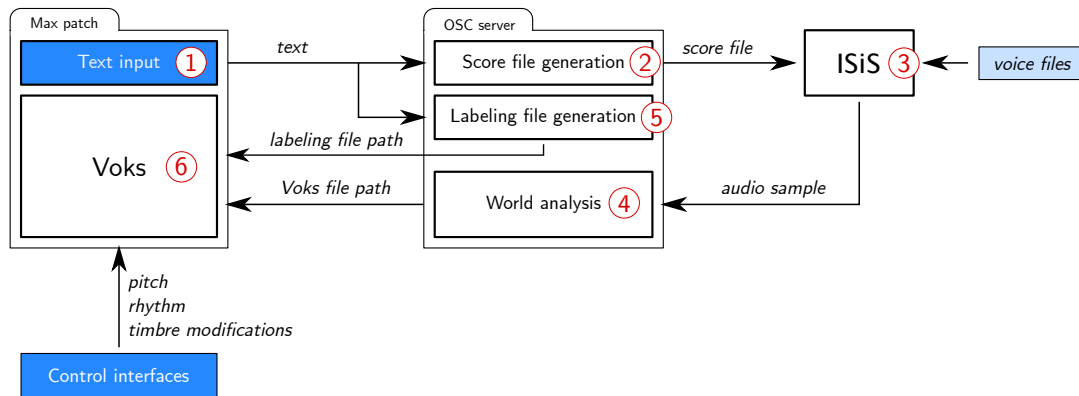 Max patch
OSC server
Text input 1
text
Score file generation 2
score file
ISiS 3
voice files
Labeling file generation 5
labeling file path
Voks 6
Voks file path
World analysis 4
audio sample
pitch
rhythm
timbre modifications
Control interfaces